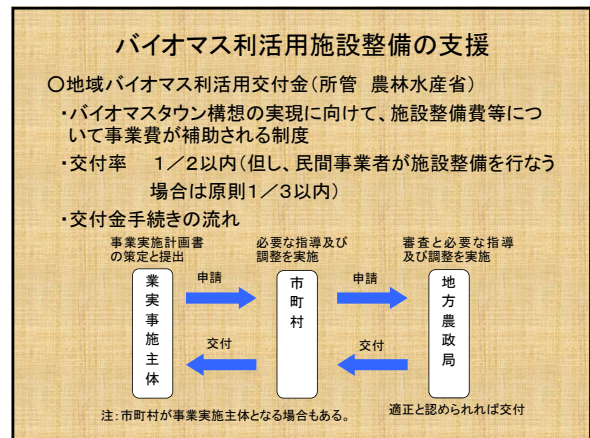 バイオマス利活用施設整備の支援
○地域バイオマス利活用交付金(所管 農林水産省)
・バイオマスタウン構想の実現に向けて、施設整備費等につ
いて事業費が補助される制度
・交付率 1/2以内(但し、民間事業者が施設整備を行なう
場合は原則1/3以内)
・交付金手続きの流れ
事業実施計画書
の策定と提出
必要な指導及び
調整を実施
審査と必要な指導
及び調整を実施
業実事施主体
申請
市町村
申請
地方農政局
交付
交付
注:市町村が事業実施主体となる場合もある。
適正と認められれば交付